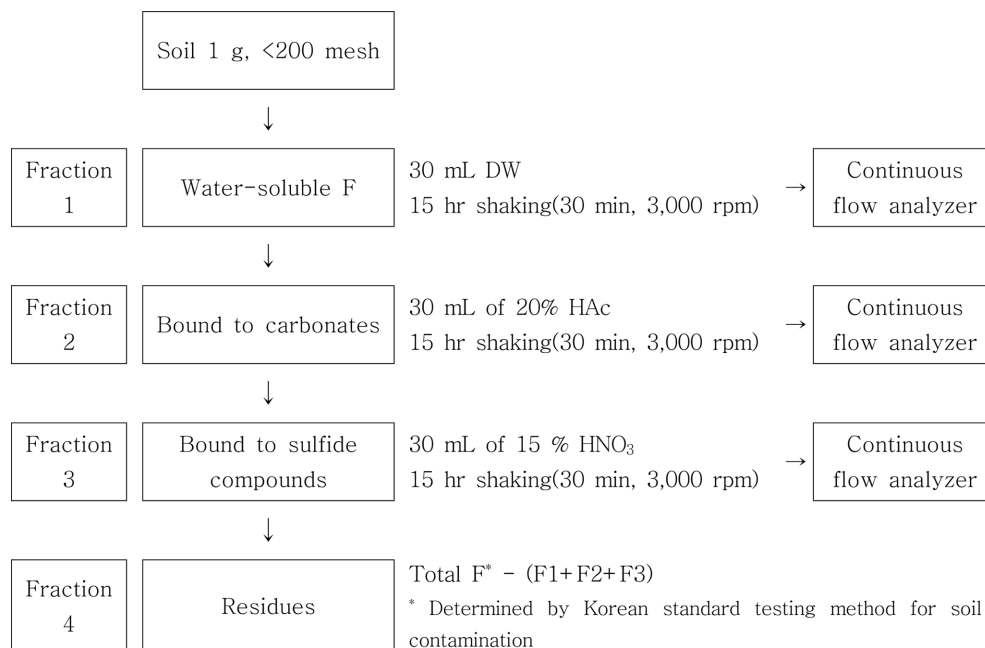 Soil 1 g, <200 mesh
↓
Fraction
1
Water-soluble F
30 mL DW
15 hr shaking(30 min, 3,000 rpm)
→
Continuous
flow analyzer
↓
Fraction
2
Bound to carbonates
30 mL of 20% HAc
15 hr shaking(30 min, 3,000 rpm)
→
Continuous
flow analyzer
↓
Fraction
3
Bound to sulfide
compounds
30 mL of 15 % HNO₃
15 hr shaking(30 min, 3,000 rpm)
→
Continuous
flow analyzer
↓
Fraction
4
Residues
Total F* - (F1+F2+F3)
* Determined by Korean standard testing method for soil
contamination